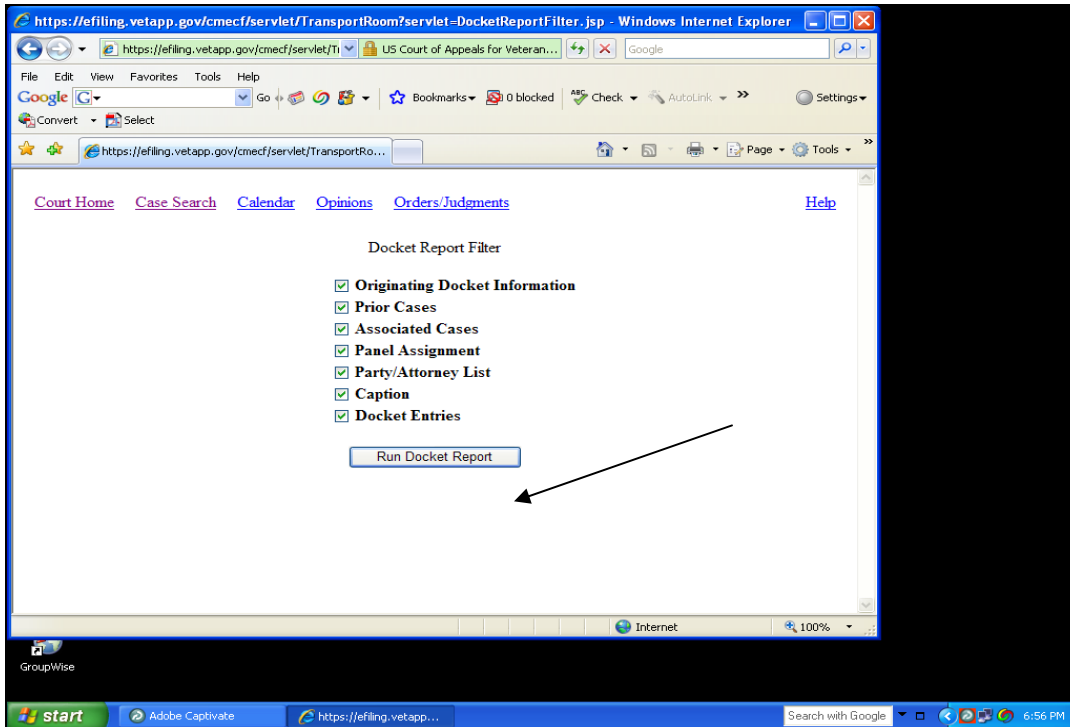 https://efiling.vetapp.gov/cmecf/servlet/TransportRoom?servlet=DocketReportFilter.jsp - Windows Internet Explorer
https://efiling.vetapp.gov/cmecf/servlet/Ti US Court of Appeals for Veteran... Google
File Edit View Favorites Tools Help
Google G Go Bookmarks 0 blocked ABC Check AutoLink >> Settings
Convert Select
https://efiling.vetapp.gov/cmecf/servlet/TransportRo... Page Tools >>
Court Home Case Search Calendar Opinions Orders/Judgments Help
Docket Report Filter
Originating Docket Information
Prior Cases
Associated Cases
Panel Assignment
Party/Attorney List
Caption
Docket Entries
Run Docket Report
Internet 100%
GroupWise
start Adobe Captivate https://efiling.vetapp... Search with Google 6:56 PM